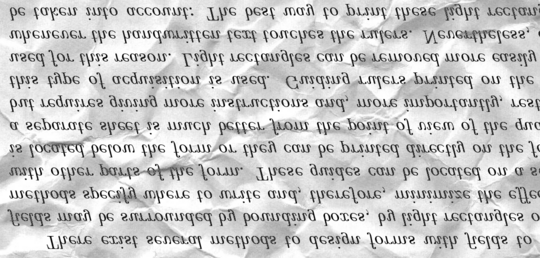 There exist several methods to design forms with fields to
fields may be surrounded by bounding boxes, by light rectangles o
methods specify where to write and, therefore, minimize the effec
with other parts of the form. These guides can be located on a s
is located below the form or they can be printed directly on the fo
a separate sheet is much better from the point of view of the qua
but requires giving more instructions and, more importantly, rest
this type of acquisition is used. Guiding rulers printed on the
used for this reason. Light rectangles can be removed more easily
whenever the handwritten text touches the rulers. Nevertheless,
be taken into account: The best way to print these light rectang